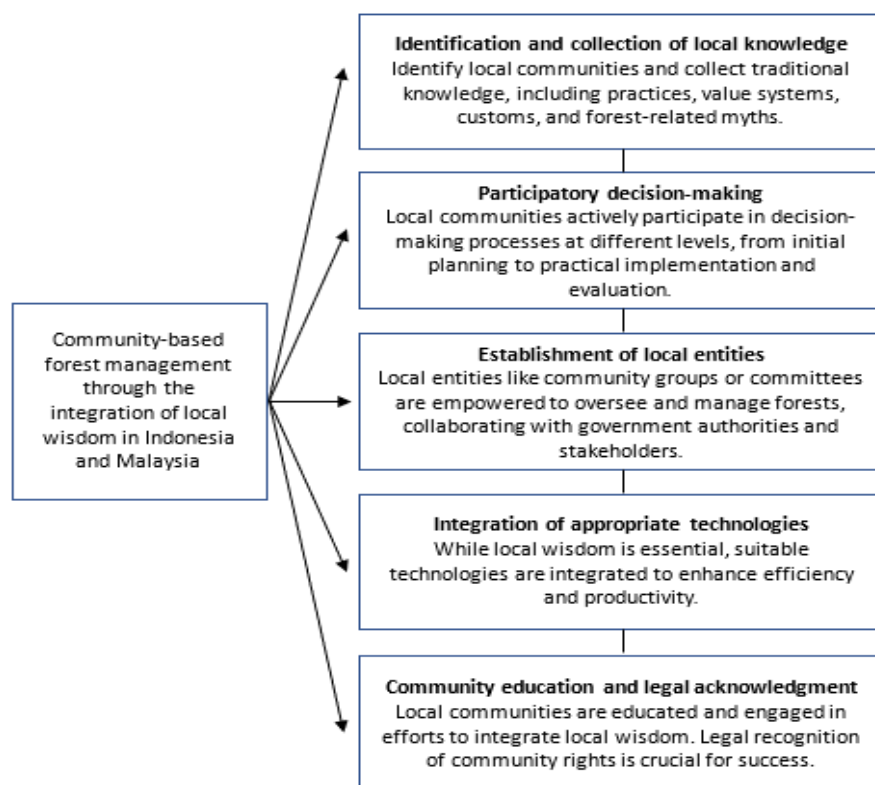 Community-based
forest management
through the
integration of local
wisdom in Indonesia
and Malaysia
Identification and collection of local knowledge
Identify local communities and collect traditional
knowledge, including practices, value systems,
customs, and forest-related myths.
Participatory decision-making
Local communities actively participate in decision-
making processes at different levels, from initial
planning to practical implementation and
evaluation.
Establishment of local entities
Local entities like community groups or committees
are empowered to oversee and manage forests,
collaborating with government authorities and
stakeholders.
Integration of appropriate technologies
While local wisdom is essential, suitable
technologies are integrated to enhance efficiency
and productivity.
Community education and legal acknowledgment
Local communities are educated and engaged in
efforts to integrate local wisdom. Legal recognition
of community rights is crucial for success.